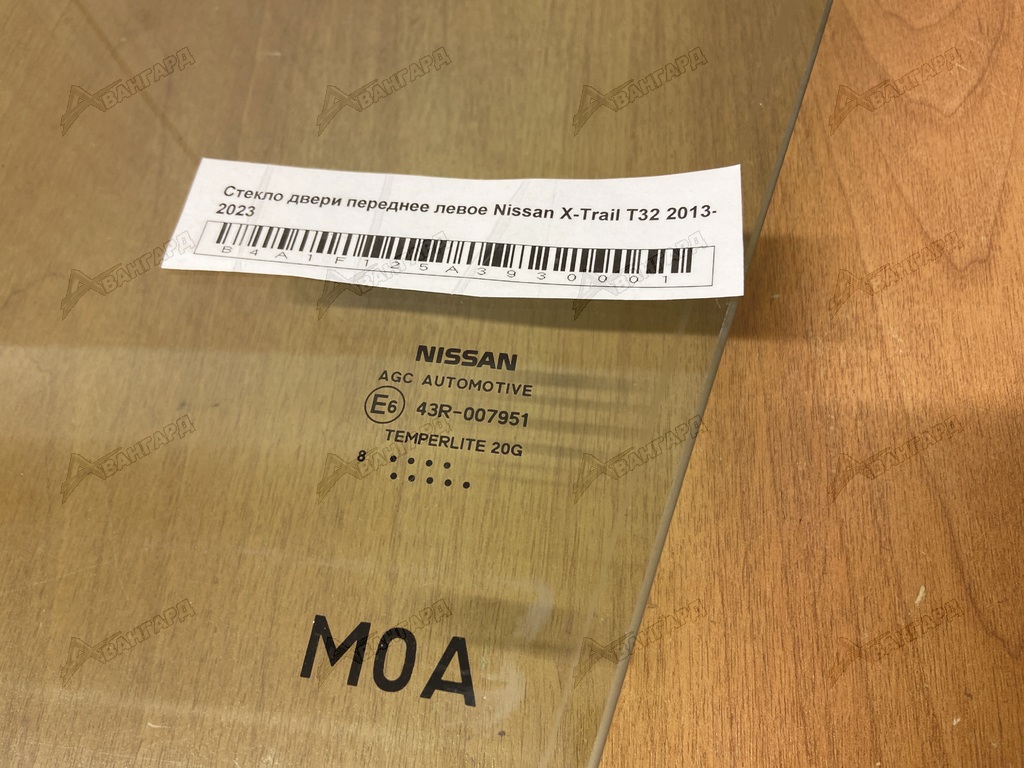 Стекло двери переднее левое Nissan X-Trail T32 2013-
2023
B4A1F125A3930001
NISSAN
AGC AUTOMOTIVE
E6 43R-007951
TEMPERLITE 20G
8
M0A
АВАНГАРД